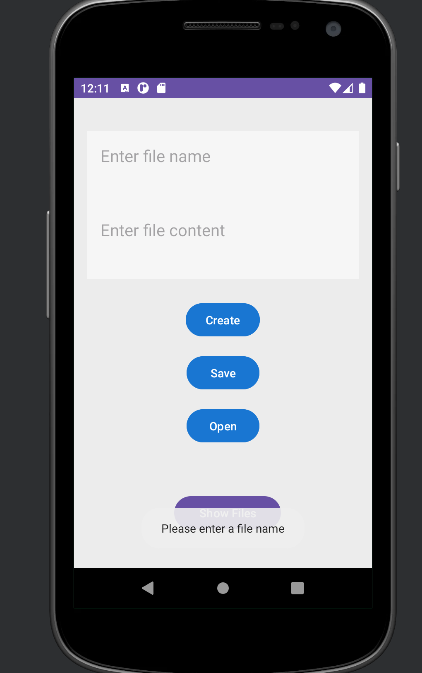 12:11
Enter file name
Enter file content
Create
Save
Open
Show Files
Please enter a file name